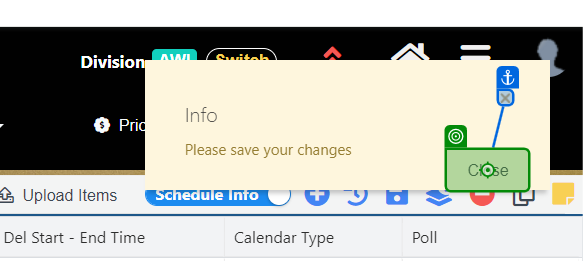 Division AWI Switch
Info
Pric
Please save your changes
Close
Upload Items Schedule Info
Del Start - End Time Calendar Type Poll